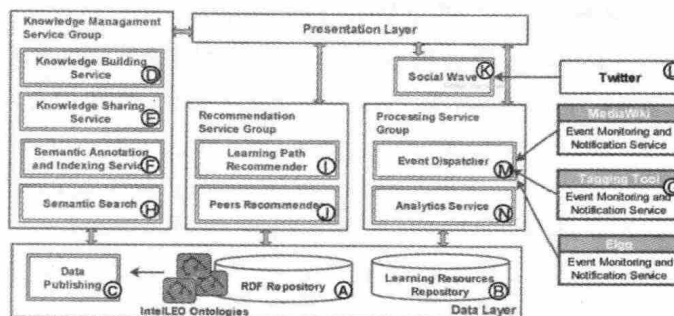 Knowledge Managament
Service Group
Presentation Layer
Knowledge Building
Service
D
Social Wave
K
Twitter
L
Knowledge Sharing
Service
E
Recommendation
Service Group
Processing Service
Group
MediaWiki
Event Monitoring and
Notification Service
Semantic Annotation
and Indexing Service
F
Learning Path
Recommender
I
Event Dispatcher
M
Tagging Tool
Event Monitoring and
Notification Service
Semantic Search
H
Peers Recommender
J
Analytics Service
N
Elgg
Event Monitoring and
Notification Service
Data
Publishing
C
RDF Repository
A
Learning Resources
Repository
B
IntelLEO Ontologies
Data Layer